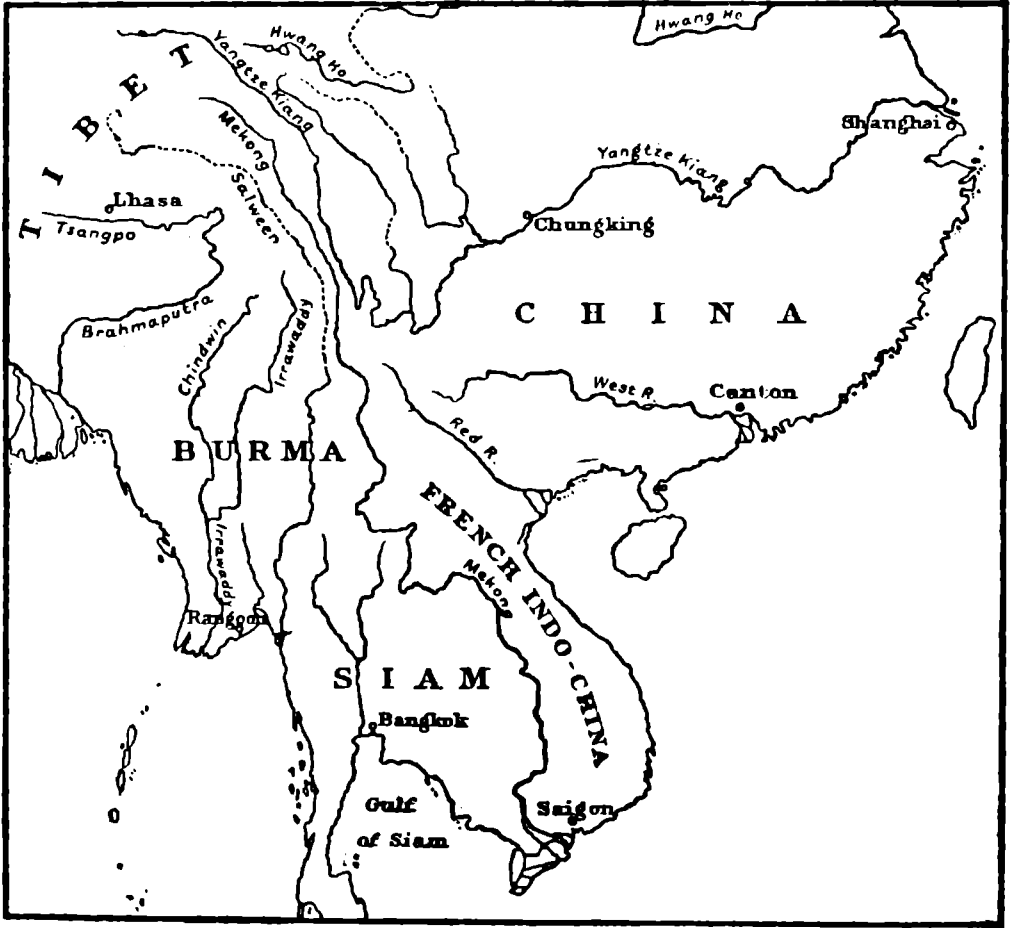 Hwang Ho
Hwang Ho
Yangtze Kiang
TIBET
Mekong
Shanghai
Yangtze Kiang
Salween
Lhasa
Tsangpo
Chungking
CHINA
Brahmaputra
Chindwin
Irrawaddy
West R.
Canton
Red R.
BURMA
FRENCH INDO-CHINA
Irrawaddy
Mekong
Rangoon
SIAM
Bangkok
Gulf
of Siam
Saigon